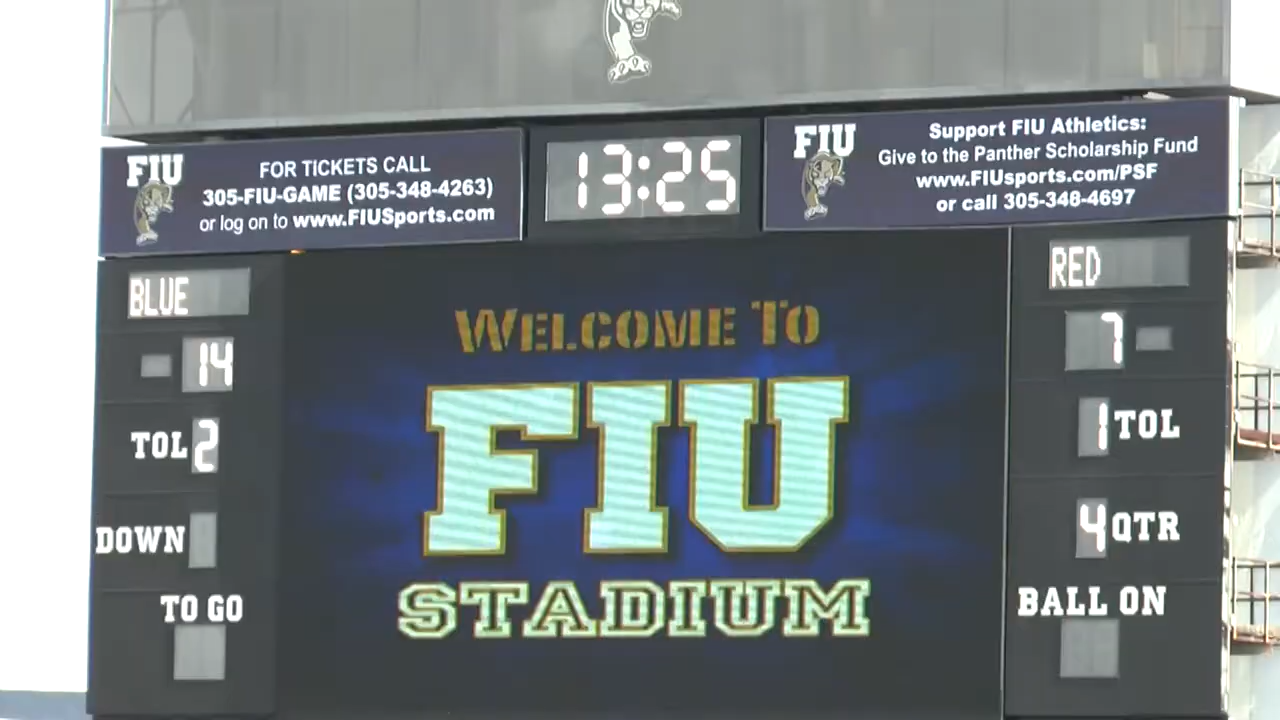 FIU
FOR TICKETS CALL
305-FIU-GAME (305-348-4263)
or log on to www.FIUSports.com
13:25
FIU
Support FIU Athletics:
Give to the Panther Scholarship Fund
www.FIUsports.com/PSF
or call 305-348-4697
BLUE
14
TOL 2
DOWN
TO GO
WELCOME TO
FIU
STADIUM
RED
7
1 TOL
4 QTR
BALL ON